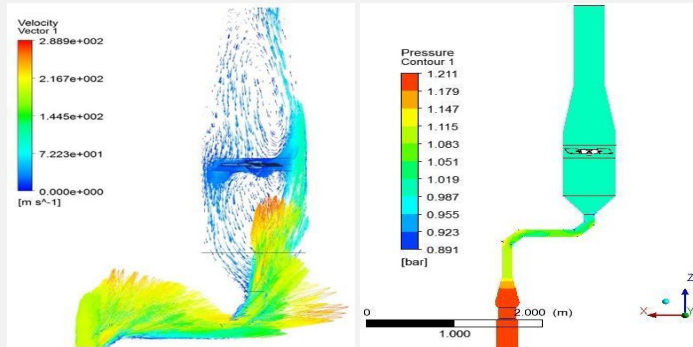 Velocity
Vector 1
2.889e+002
2.167e+002
1.445e+002
7.223e+001
0.000e+000
[m s^-1]
Pressure
Contour 1
1.211
1.179
1.147
1.115
1.083
1.051
1.019
0.987
0.955
0.923
0.891
[bar]
0
2.000 (m)
1.000
Z
X
Y